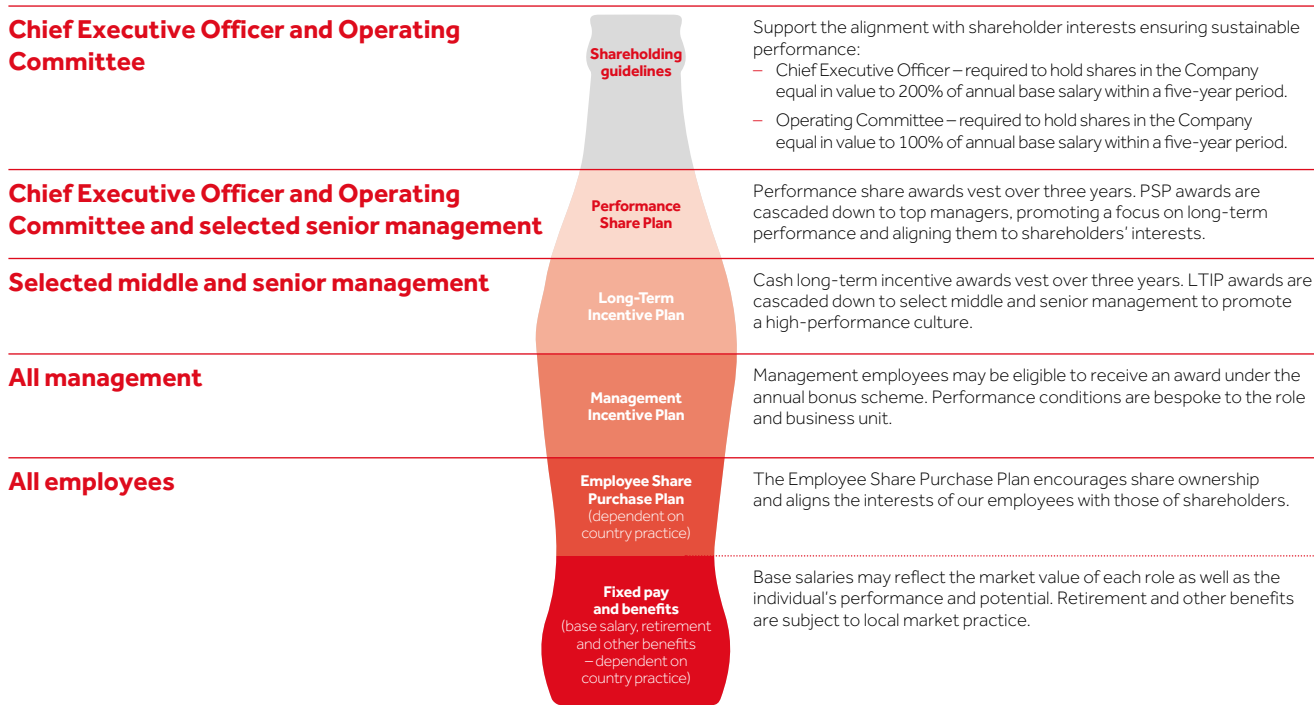 Chief Executive Officer and Operating
Committee
Shareholding
guidelines
Support the alignment with shareholder interests ensuring sustainable
performance:
– Chief Executive Officer – required to hold shares in the Company
equal in value to 200% of annual base salary within a five-year period.
– Operating Committee – required to hold shares in the Company
equal in value to 100% of annual base salary within a five-year period.
Chief Executive Officer and Operating
Committee and selected senior management
Performance
Share Plan
Performance share awards vest over three years. PSP awards are
cascaded down to top managers, promoting a focus on long-term
performance and aligning them to shareholders’ interests.
Selected middle and senior management
Long-Term
Incentive Plan
Cash long-term incentive awards vest over three years. LTIP awards are
cascaded down to select middle and senior management to promote
a high-performance culture.
All management
Management
Incentive Plan
Management employees may be eligible to receive an award under the
annual bonus scheme. Performance conditions are bespoke to the role
and business unit.
All employees
Employee Share
Purchase Plan
(dependent on
country practice)
The Employee Share Purchase Plan encourages share ownership
and aligns the interests of our employees with those of shareholders.
Fixed pay
and benefits
(base salary, retirement
and other benefits
– dependent on
country practice)
Base salaries may reflect the market value of each role as well as the
individual’s performance and potential. Retirement and other benefits
are subject to local market practice.